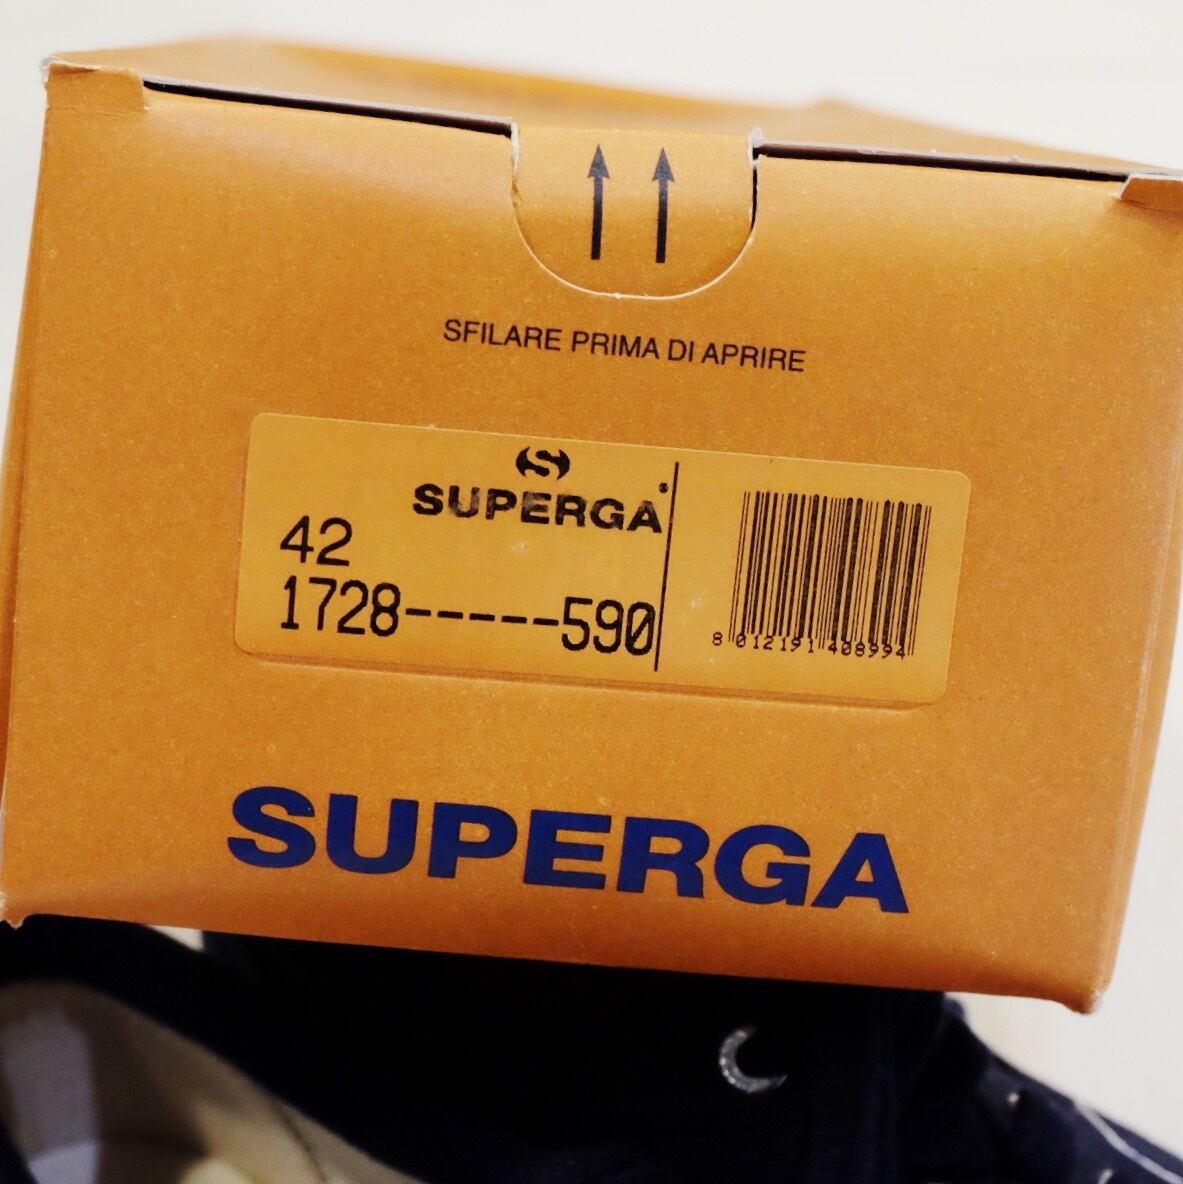 SFILARE PRIMA DI APRIRE
SUPERGA®
42
1728-----590
8 012191 408994
SUPERGA